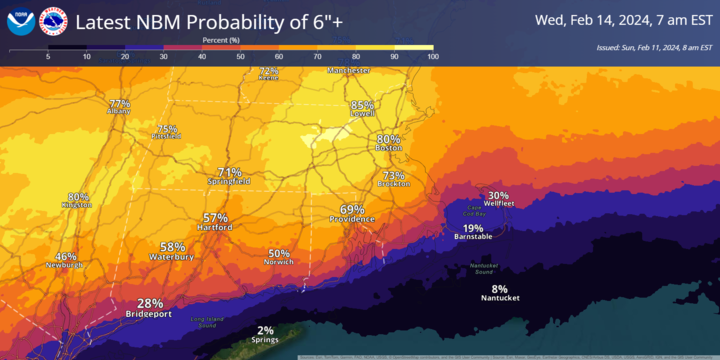 Latest NBM Probability of 6"+
Wed, Feb 14, 2024, 7 am EST
Issued: Sun, Feb 11, 2024, 8 am EST
Percent (%)
5 10 20 30 40 50 60 70 80 90 100
72%
Keene
Manchester
77%
Albany
85%
Lowell
75%
Pittsfield
80%
Boston
71%
Springfield
73%
Brockton
80%
Kingston
30%
Wellfleet
Cape
Cod Bay
57%
Hartford
69%
Providence
19%
Barnstable
46%
Newburgh
58%
Waterbury
50%
Norwich
Nantucket
Sound
8%
Nantucket
28%
Bridgeport
Long Island
Sound
2%
Springs